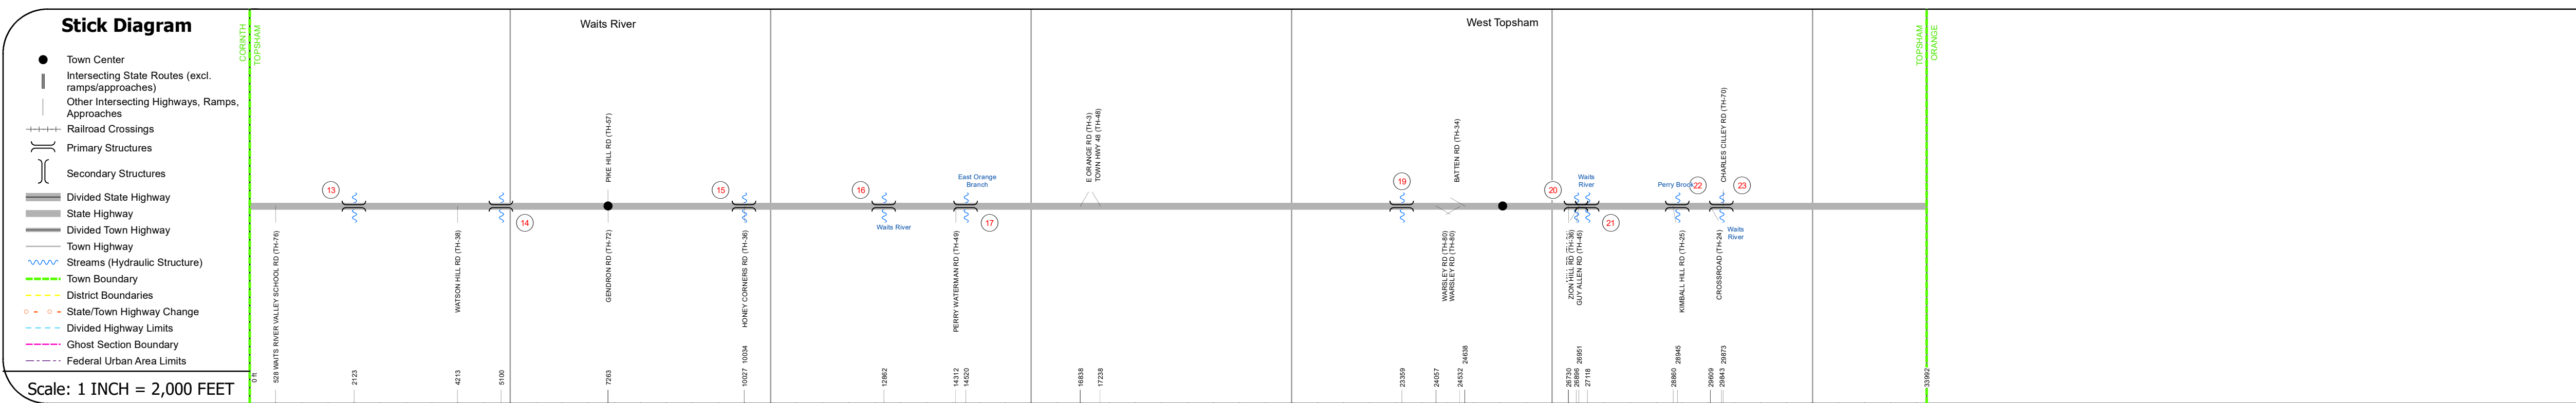 Stick Diagram
Town Center
Intersecting State Routes (excl.
ramps/approaches)
Other Intersecting Highways, Ramps,
Approaches
Railroad Crossings
Primary Structures
Secondary Structures
Divided State Highway
State Highway
Divided Town Highway
Town Highway
Streams (Hydraulic Structure)
Town Boundary
District Boundaries
State/Town Highway Change
Divided Highway Limits
Ghost Section Boundary
Federal Urban Area Limits
Scale: 1 INCH = 2,000 FEET
CORINTH
TOPSHAM
Waits River
West Topsham
TOPSHAM
ORANGE
PIKE HILL RD (TH-57)
E ORANGE RD (TH-3)
TOWN HWY 48 (TH-48)
BATTEN RD (TH-34)
CHARLES CILLEY RD (TH-70)
13
14
15
16
East Orange
Branch
17
Waits River
19
20
Waits
River
21
Perry Brook
22
23
Waits
River
WAITS RIVER VALLEY SCHOOL RD (TH-76)
WATSON HILL RD (TH-38)
GENDRON RD (TH-72)
HONEY CORNERS RD (TH-36)
PERRY WATERMAN RD (TH-49)
WARSLEY RD (TH-80)
WARSLEY RD (TH-80)
ZION HILL RD (TH-36)
GUY ALLEN RD (TH-45)
KIMBALL HILL RD (TH-25)
CROSSROAD (TH-24)
0 ft
528
2123
4213
5100
7263
10027
10034
12862
14312
14520
16838
17238
23359
24057
24532
24638
26730
26896
26951
27118
28860
28945
29609
29843
29873
33992